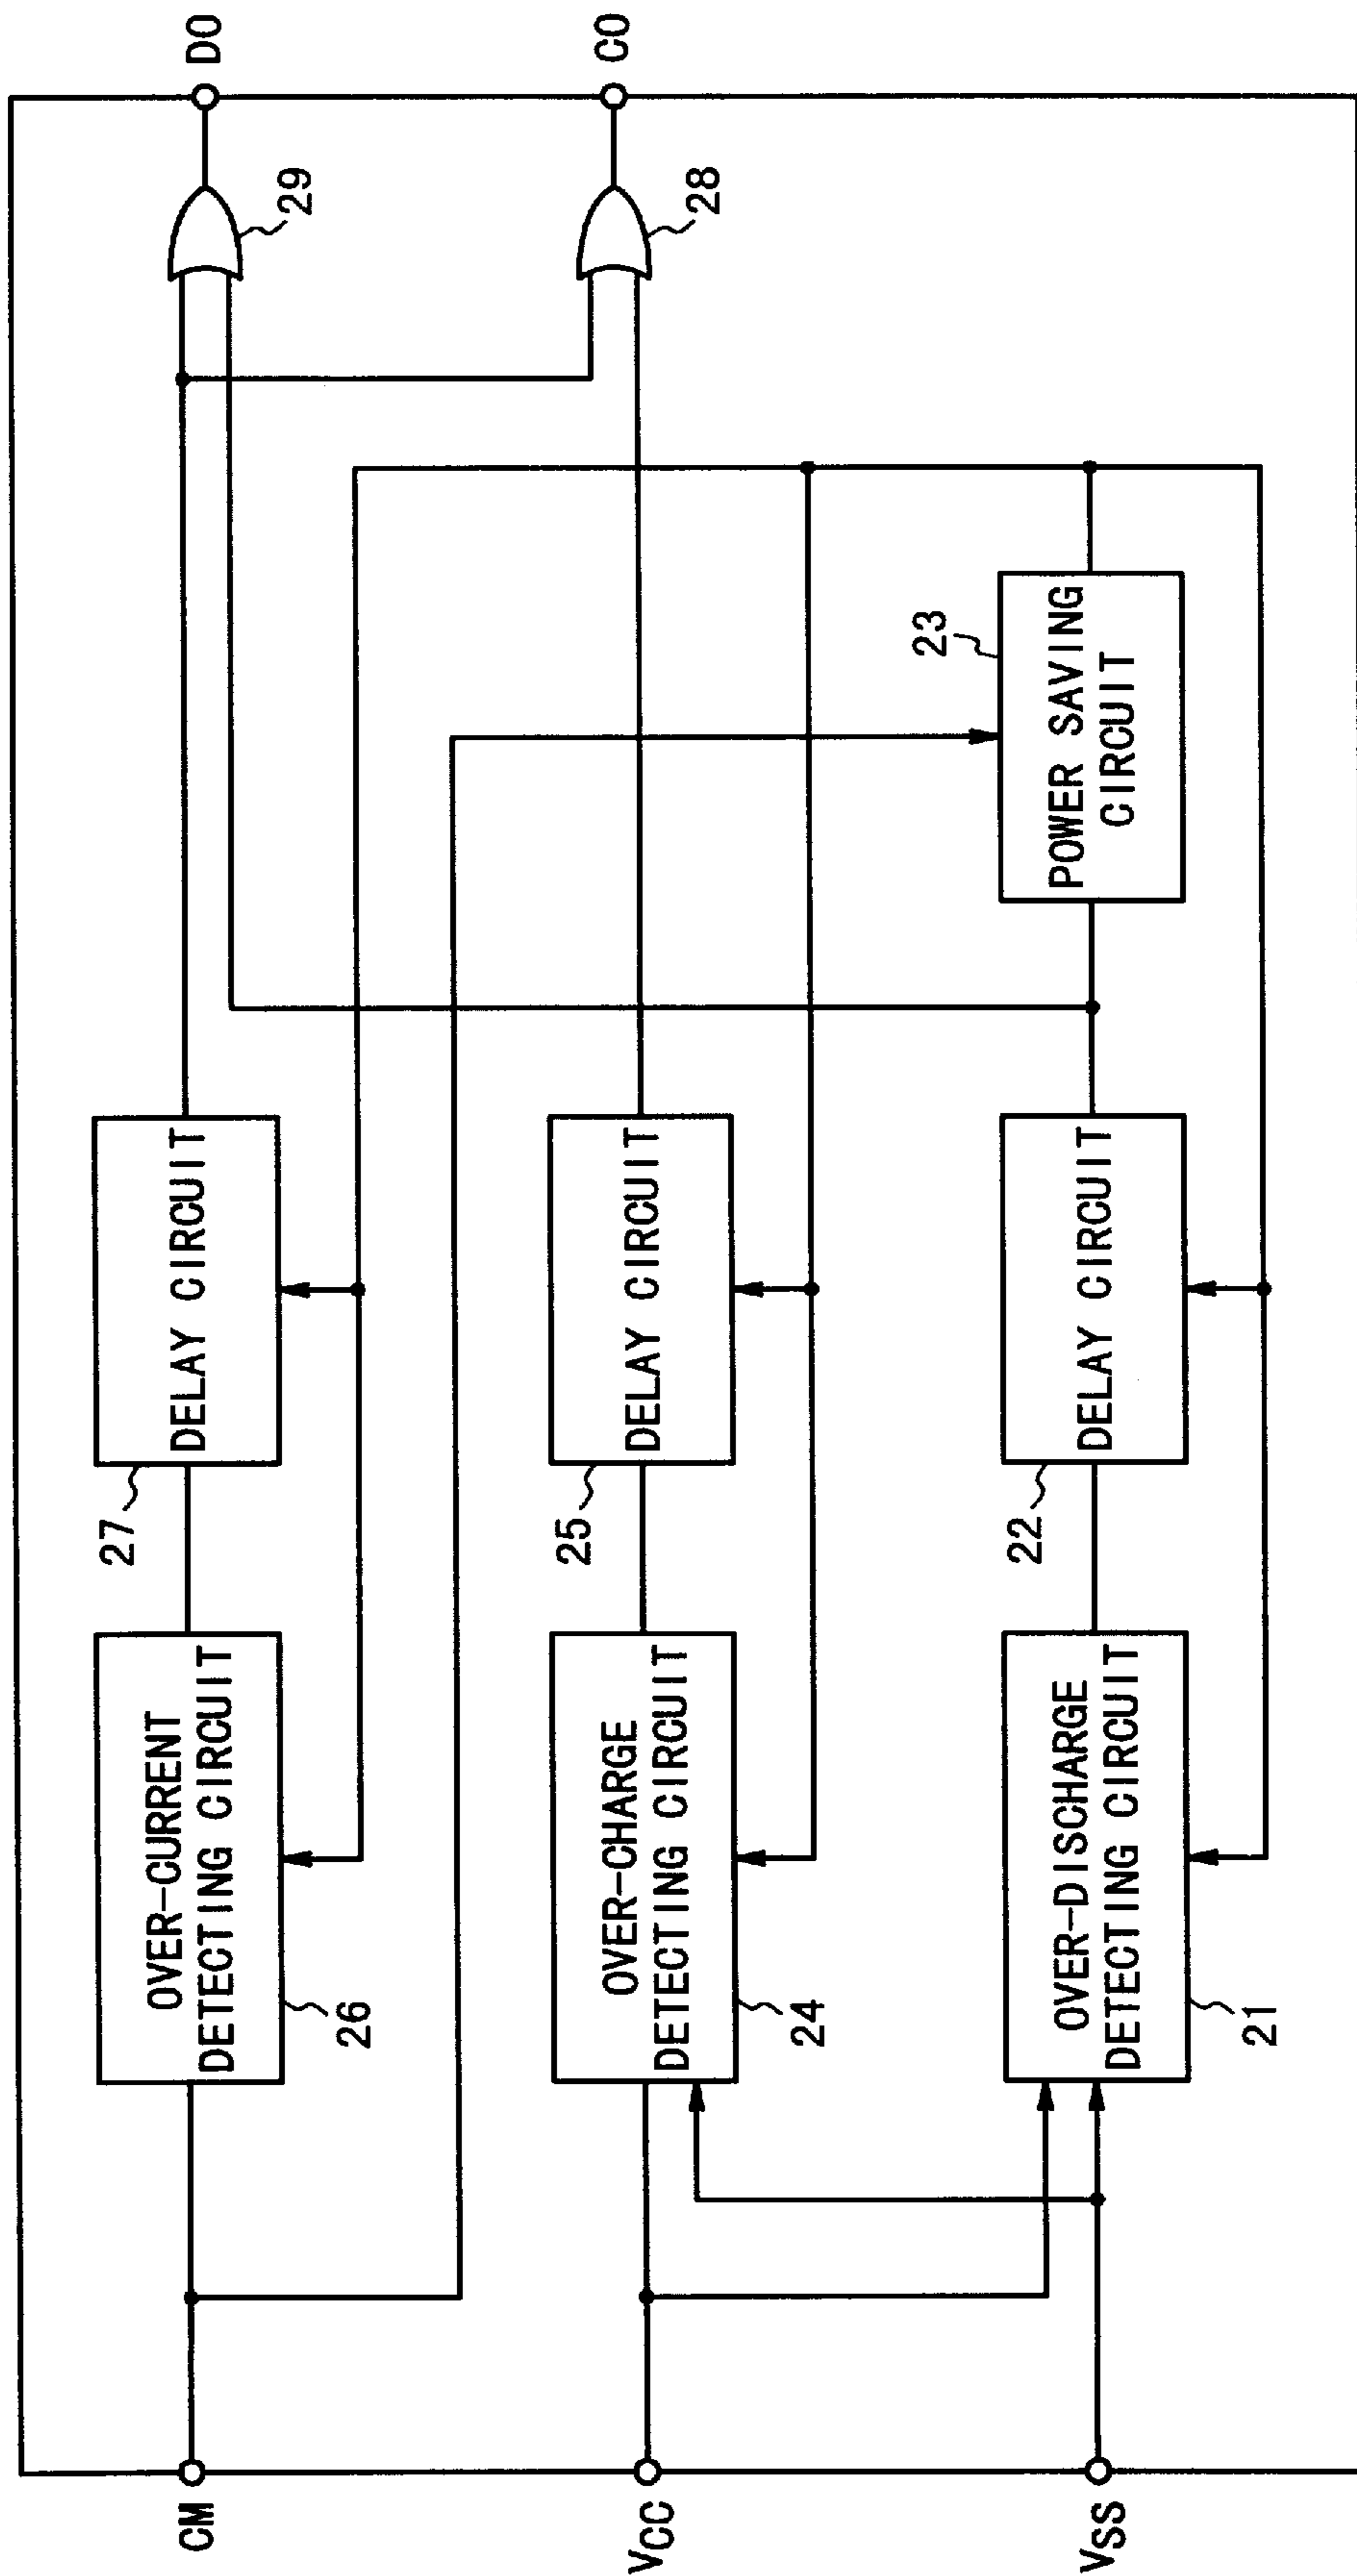 CM
OVER-CURRENT
DETECTING CIRCUIT
26
27
DELAY CIRCUIT
29
DO
VCC
OVER-CHARGE
DETECTING CIRCUIT
24
25
DELAY CIRCUIT
28
CO
VSS
OVER-DISCHARGE
DETECTING CIRCUIT
21
22
DELAY CIRCUIT
23
POWER SAVING
CIRCUIT